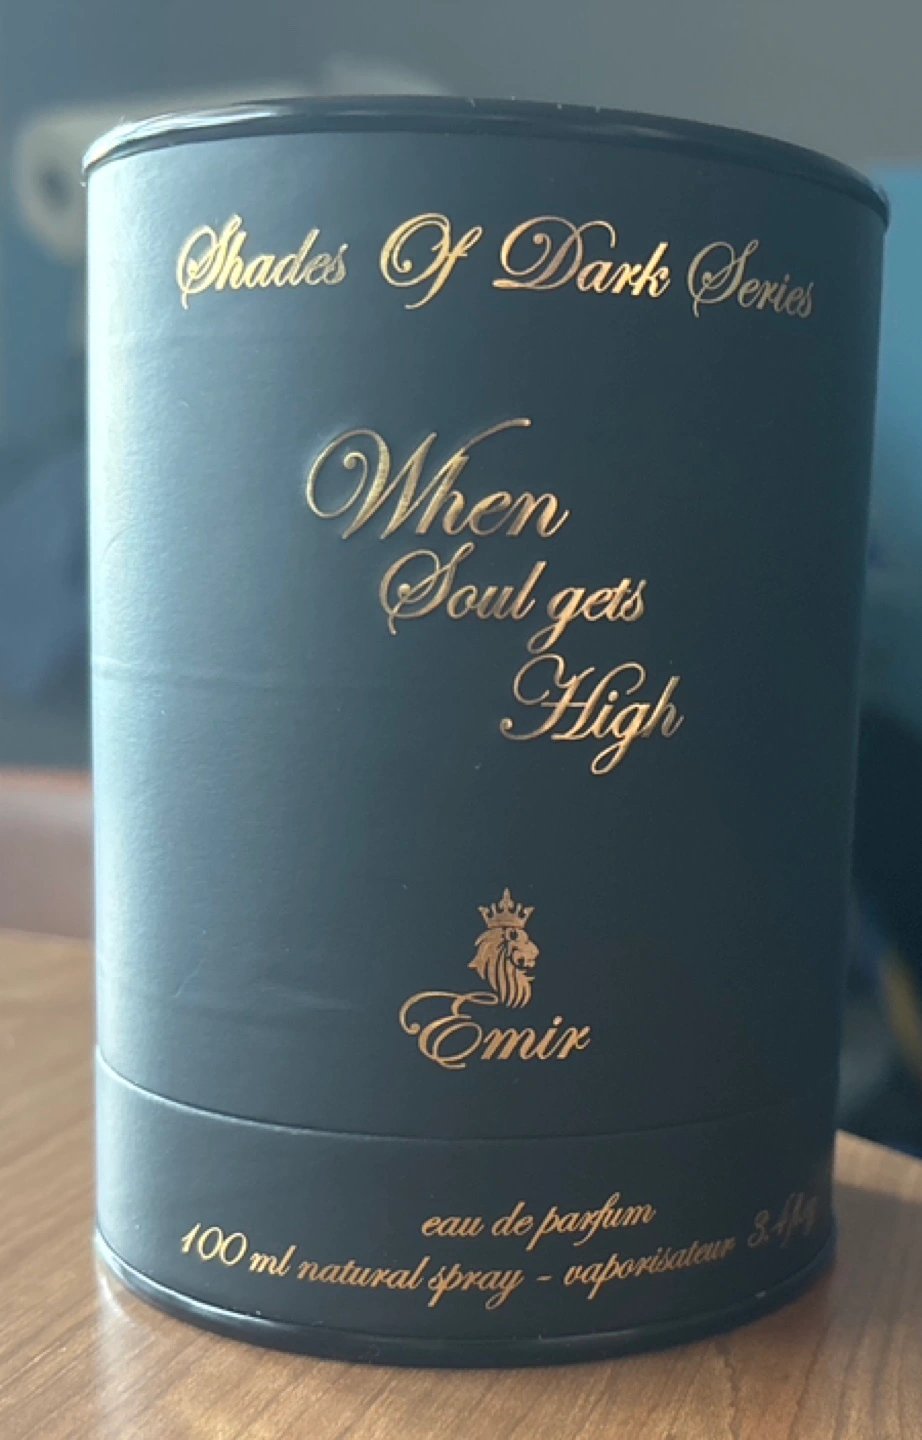 Shades Of Dark Series
When
Soul gets
High
Emir
eau de parfum
100 ml natural spray - vaporisateur